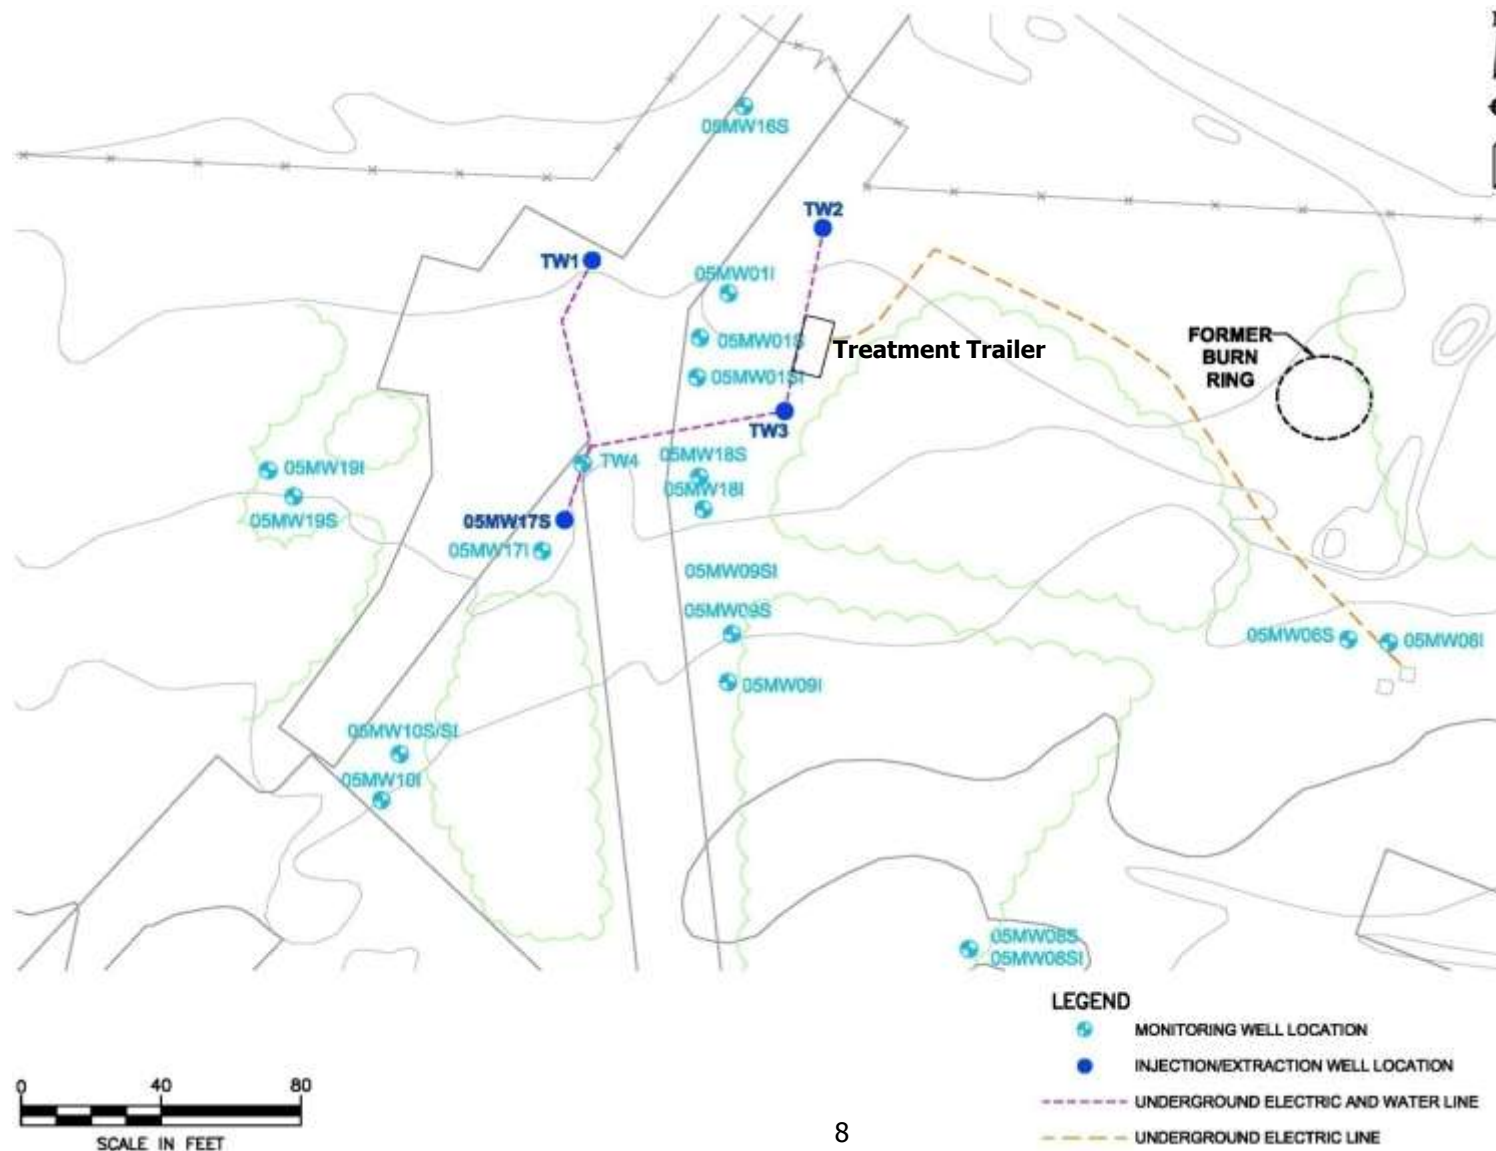 05MW16S
TW2
TW1
05MW01I
05MW01S
Treatment Trailer
FORMER
BURN
RING
05MW01SI
TW3
05MW18S
TW4
05MW19I
05MW18I
05MW19S
05MW17S
05MW17I
05MW09SI
05MW09S
05MW06S
05MW06I
05MW09I
05MW10S/SI
05MW10I
05MW08S
05MW08SI
LEGEND
MONITORING WELL LOCATION
INJECTION/EXTRACTION WELL LOCATION
UNDERGROUND ELECTRIC AND WATER LINE
UNDERGROUND ELECTRIC LINE
0 40 80
SCALE IN FEET
8